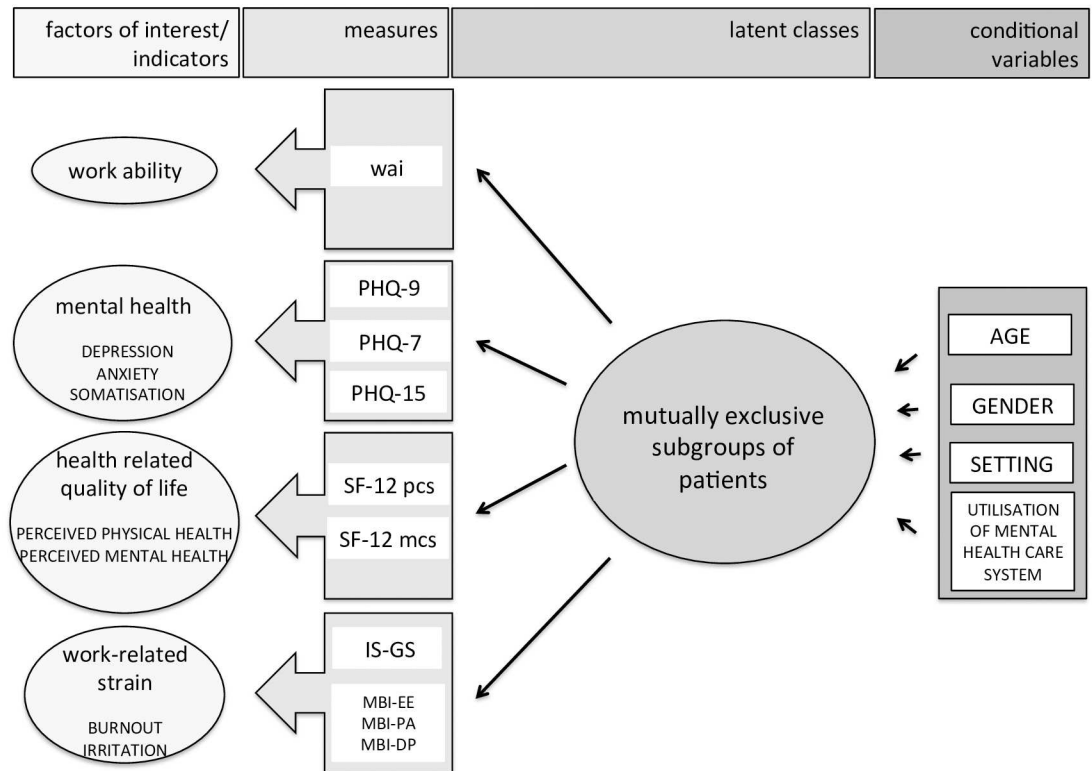 factors of interest/
indicators
measures
latent classes
conditional
variables
work ability
wai
mental health
DEPRESSION
ANXIETY
SOMATISATION
PHQ-9
PHQ-7
PHQ-15
health related
quality of life
PERCEIVED PHYSICAL HEALTH
PERCEIVED MENTAL HEALTH
SF-12 pcs
SF-12 mcs
work-related
strain
BURNOUT
IRRITATION
IS-GS
MBI-EE
MBI-PA
MBI-DP
mutually exclusive
subgroups of
patients
AGE
GENDER
SETTING
UTILISATION
OF MENTAL
HEALTH CARE
SYSTEM